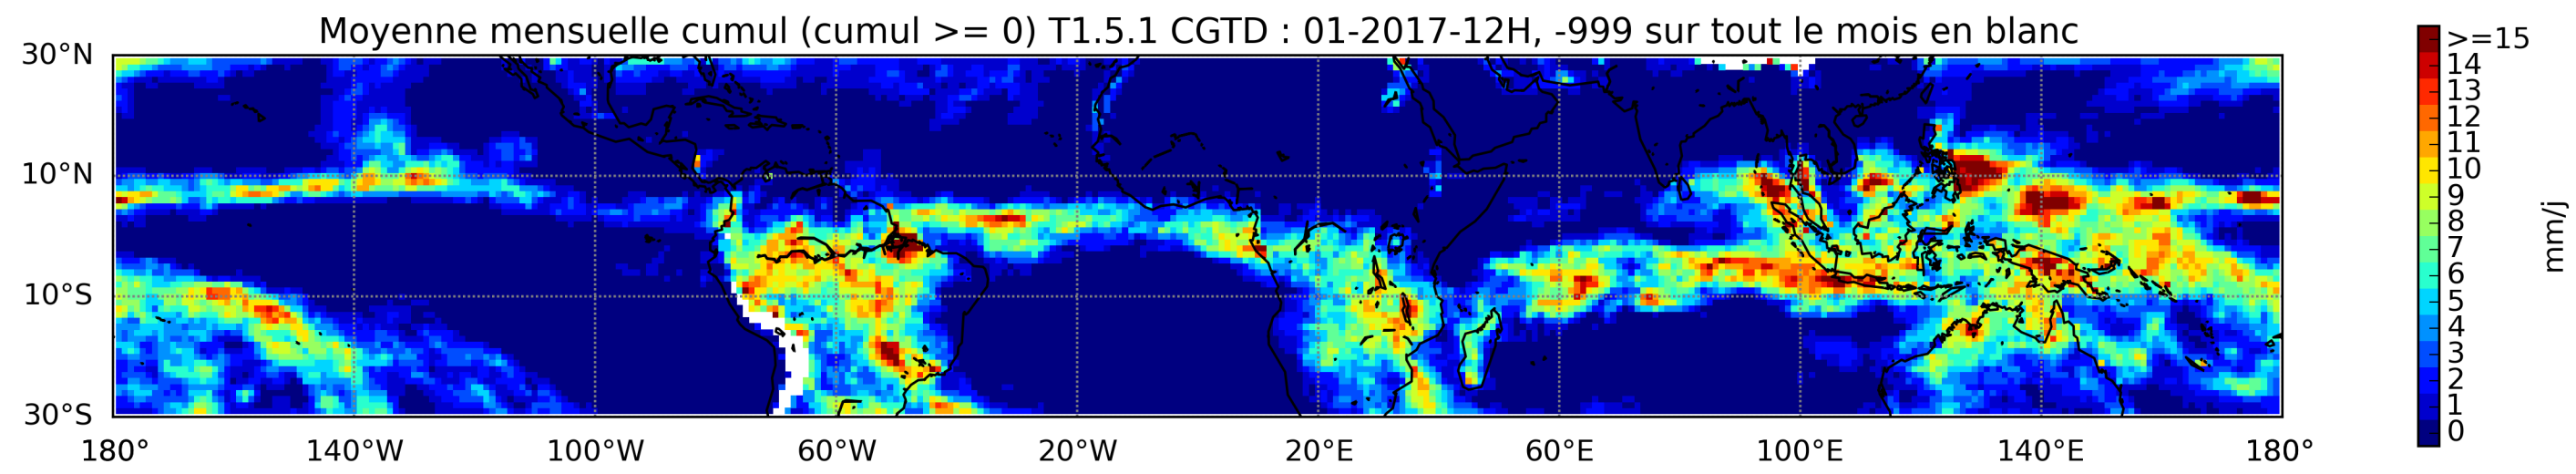 Moyenne mensuelle cumul (cumul >= 0) T1.5.1 CGTD : 01-2017-12H, -999 sur tout le mois en blanc
30°N
10°N
10°S
30°S
180°
140°W
100°W
60°W
20°W
20°E
60°E
100°E
140°E
180°
>=15
14
13
12
11
10
9
8
7
6
5
4
3
2
1
0
mm/j